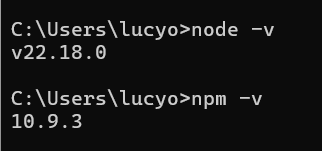 C:\Users\lucyo>node -v
v22.18.0
C:\Users\lucyo>npm -v
10.9.3